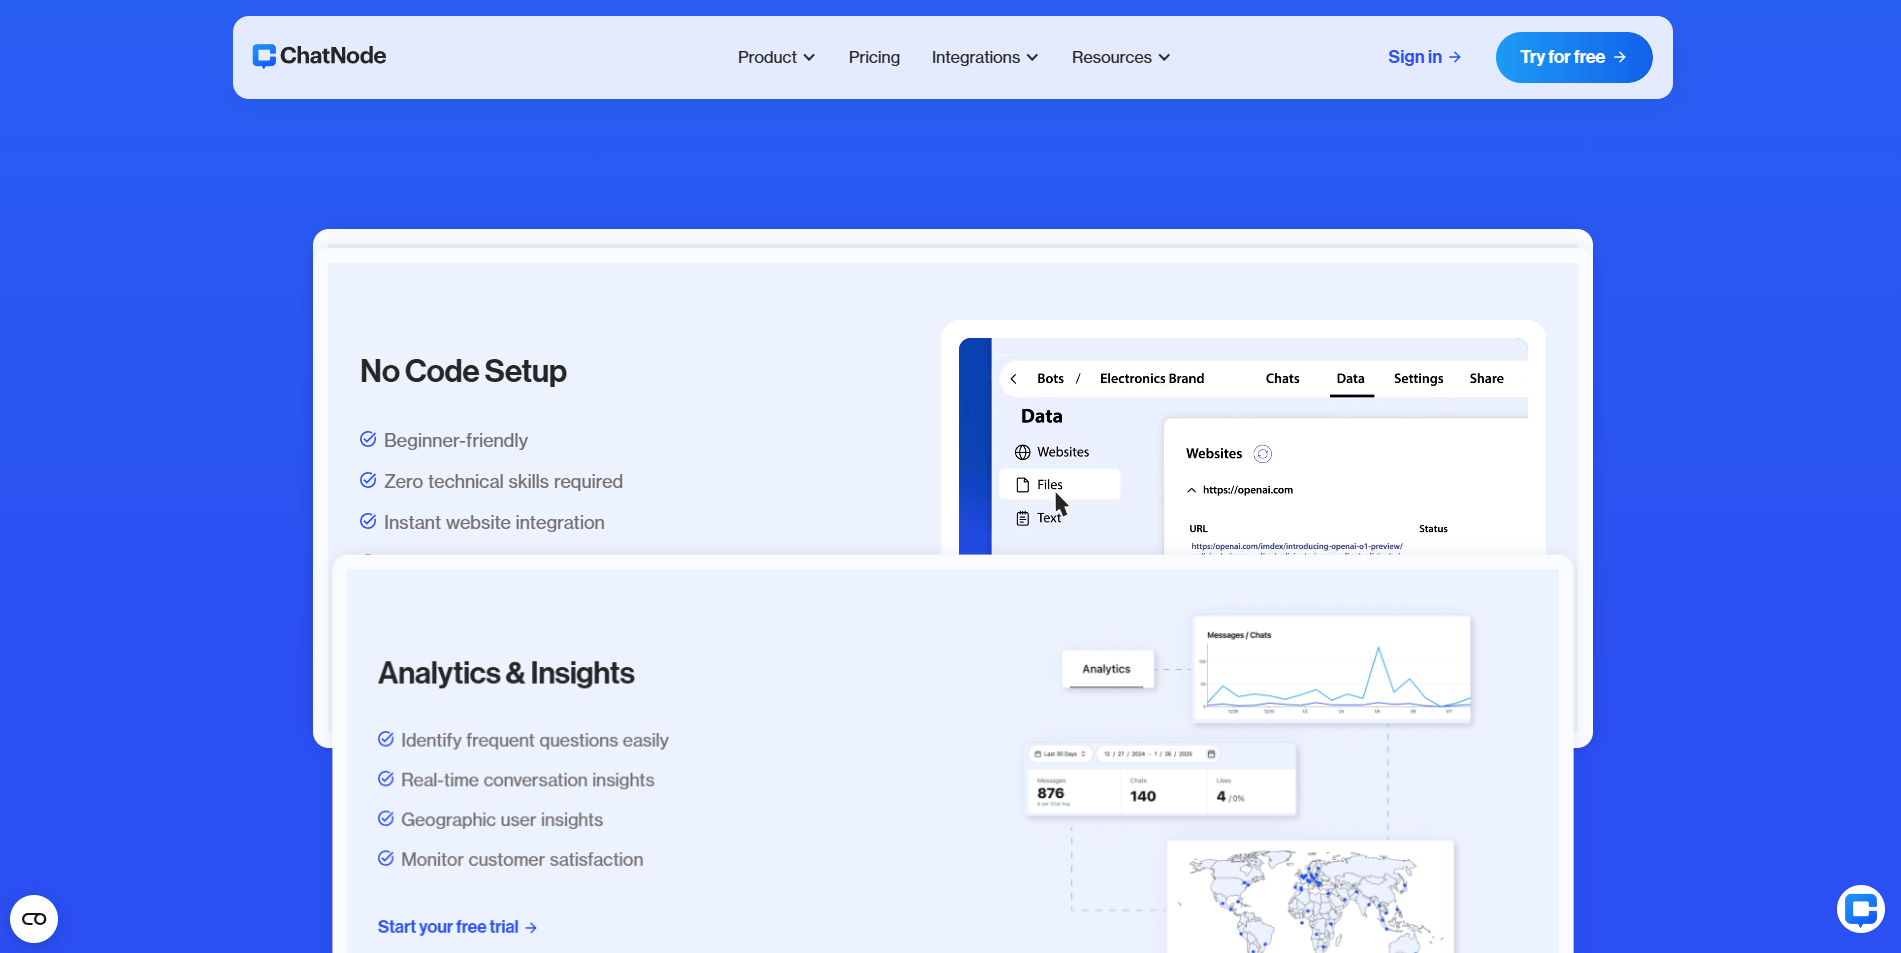 ChatNode
Product
Pricing
Integrations
Resources
Sign in
Try for free
No Code Setup
Beginner-friendly
Zero technical skills required
Instant website integration
Bots / Electronics Brand
Chats
Data
Settings
Share
Data
Websites
Files
Text
Websites
https://openai.com
URL
Status
https:/openai.com/imdex/introducing-openai-o1-preview/
Analytics & Insights
Identify frequent questions easily
Real-time conversation insights
Geographic user insights
Monitor customer satisfaction
Start your free trial
Analytics
Messages / Chats
Last 30 Days
12 / 27 / 2024 - 1 / 26 / 2025
Messages
876
Chats
140
Likes
4 / 0%